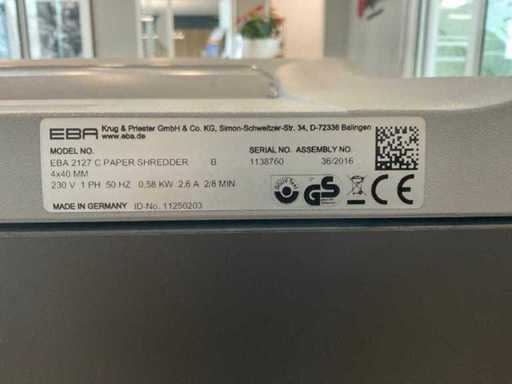 EBA Krug & Priester GmbH & Co. KG, Simon-Schweitzer-Str. 34, D-72336 Balingen
www.eba.de
MODEL NO. SERIAL NO. ASSEMBLY NO.
EBA 2127 C PAPER SHREDDER B 1138760 36/2016
4x40 MM
230 V 1 PH 50 HZ 0,58 KW 2,6 A 2/8 MIN
MADE IN GERMANY ID-No. 11250203
GS